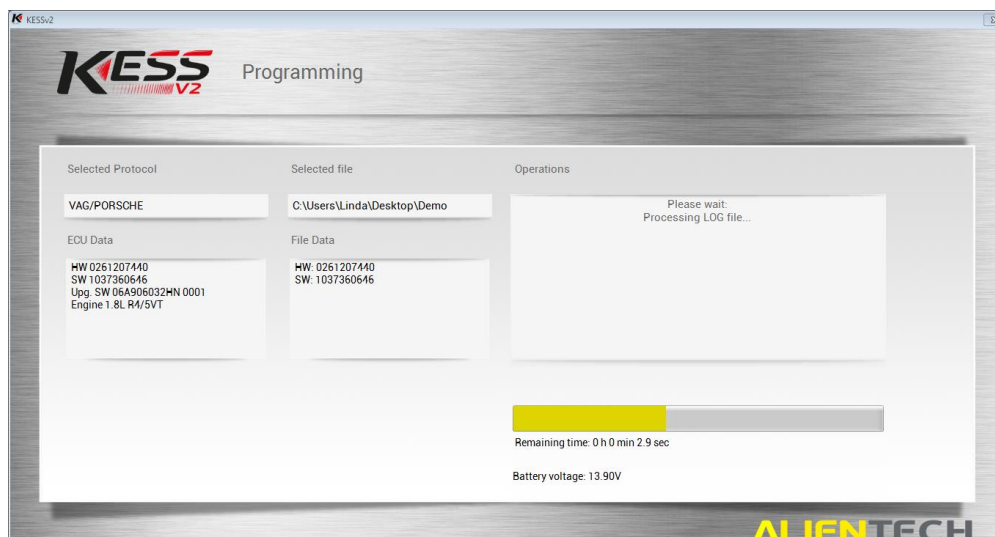 KESSv2
KESS V2
Programming
Selected Protocol
Selected file
Operations
VAG/PORSCHE
C:\Users\Linda\Desktop\Demo
Please wait:
Processing LOG file...
ECU Data
File Data
HW 0261207440
SW 1037360646
Upg. SW 06A906032HN 0001
Engine 1.8L R4/5VT
HW: 0261207440
SW: 1037360646
Remaining time: 0 h 0 min 2.9 sec
Battery voltage: 13.90V
ALIENTECH